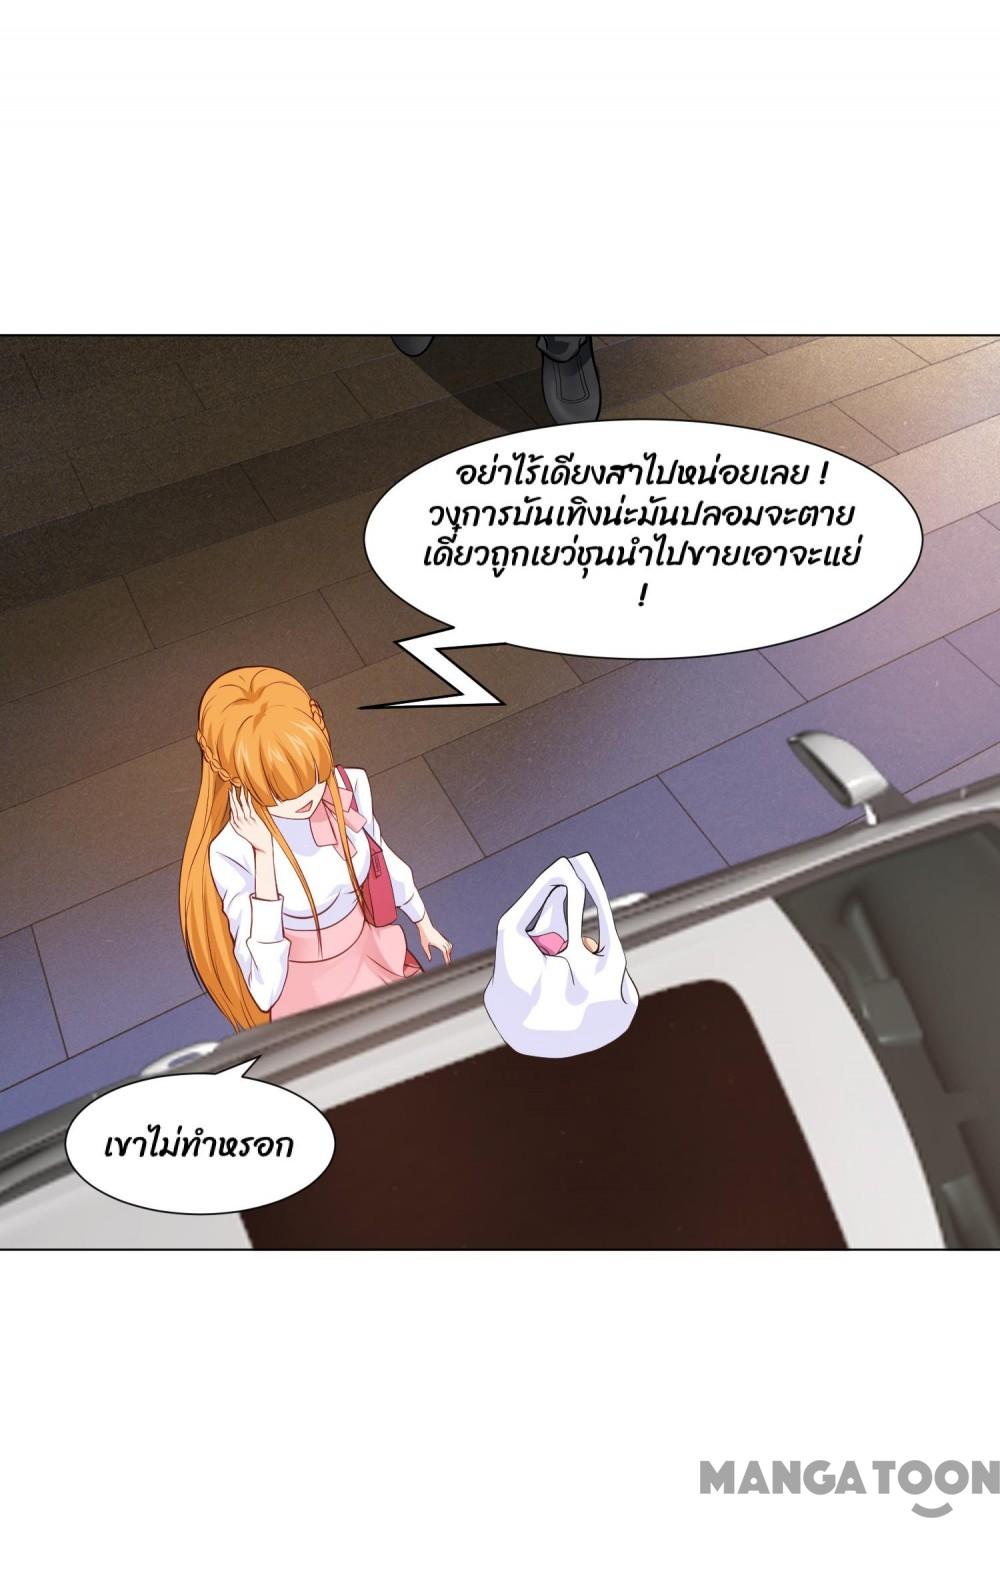 อย่าไร้เดียงสาไปหน่อยเลย !
วงการบันเทิงน่ะมันปลอมจะตาย
เดี๋ยวถูกเยว่ชุนนำไปขายเอาจะแย่
!
เขาไม่ทำหรอก
MANGATOON